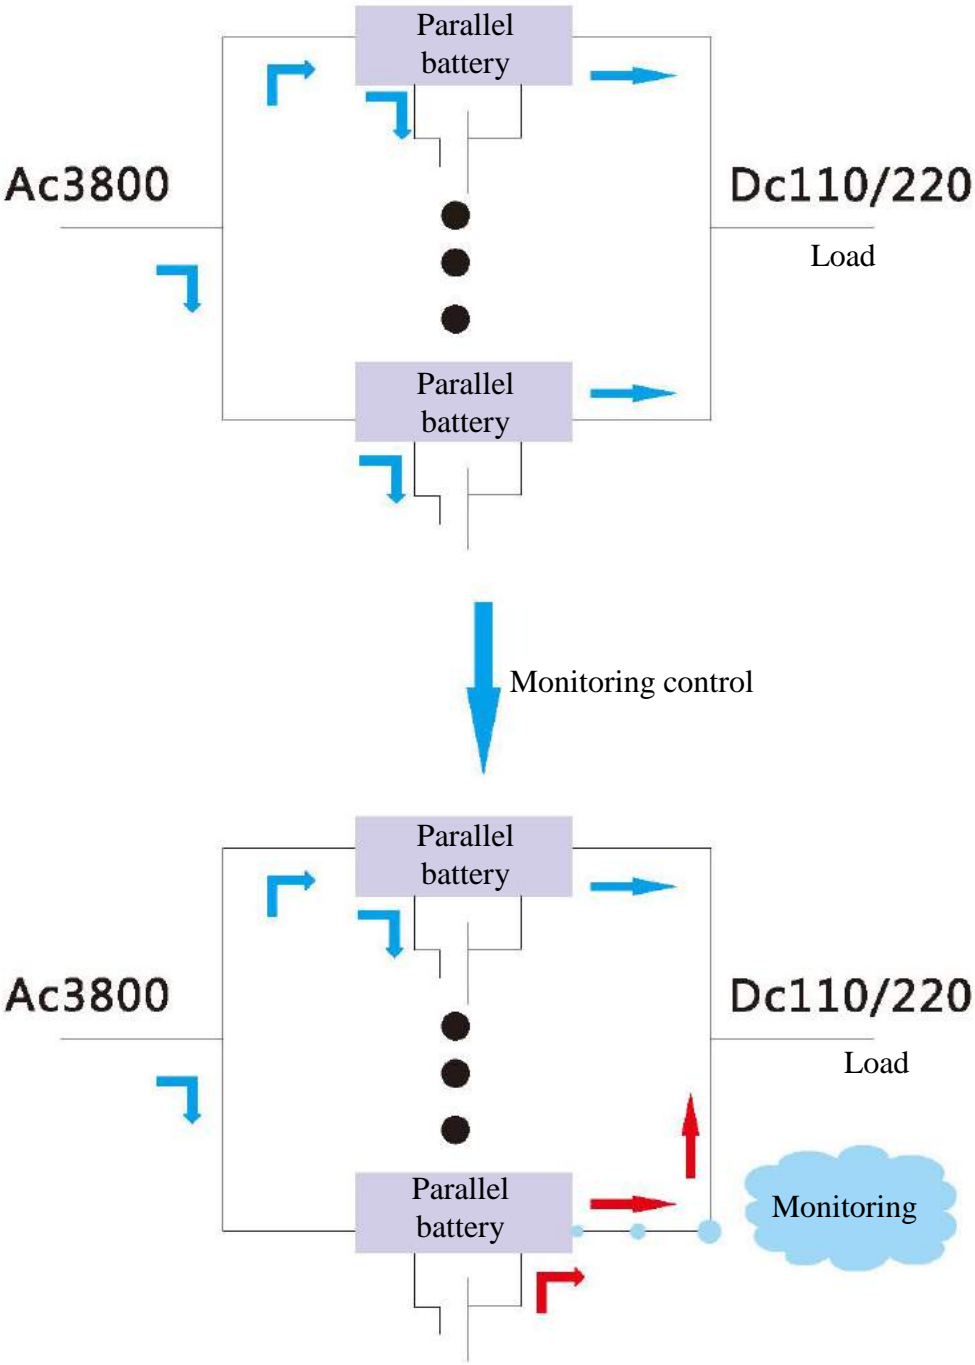 Parallel
battery
Ac3800
Dc110/220
Load
Parallel
battery
Monitoring control
Parallel
battery
Ac3800
Dc110/220
Load
Parallel
battery
Monitoring